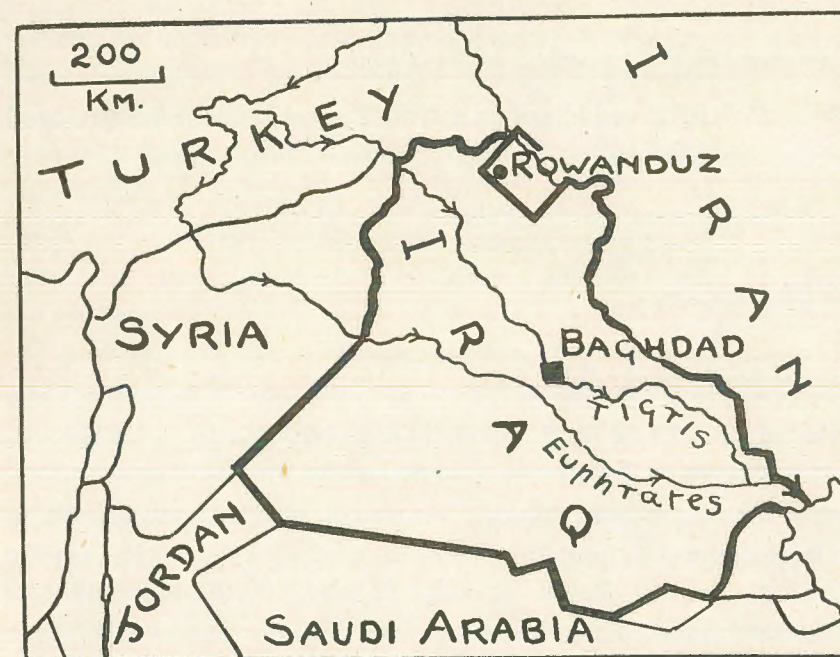 200
KM.
TURKEY
IRAN
ROWANDUZ
IRAQ
SYRIA
BAGHDAD
TIGRIS
Euphrates
JORDAN
SAUDI ARABIA